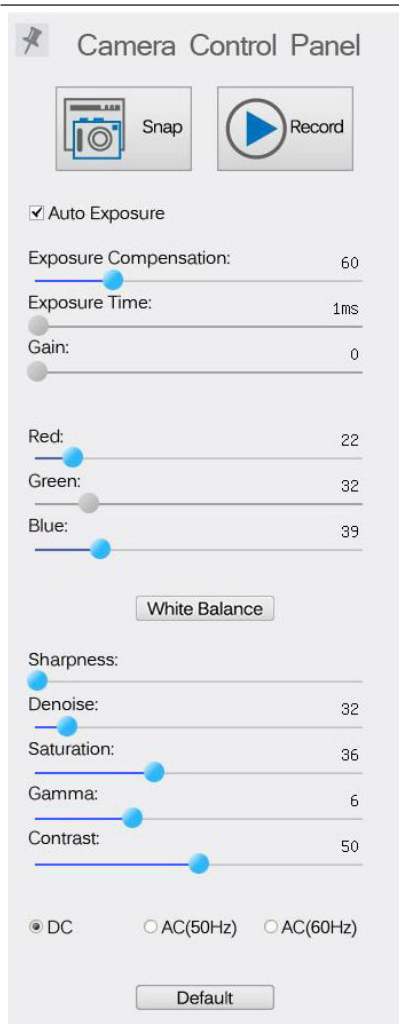 Camera Control Panel
Snap
Record
Auto Exposure
Exposure Compensation: 60
Exposure Time: 1ms
Gain: 0
Red: 22
Green: 32
Blue: 39
White Balance
Sharpness:
Denoise: 32
Saturation: 36
Gamma: 6
Contrast: 50
DC AC(50Hz) AC(60Hz)
Default